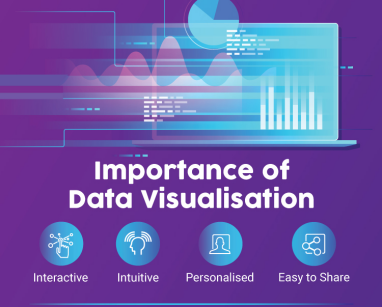 Importance of
Data Visualisation
Interactive
Intuitive
Personalised
Easy to Share